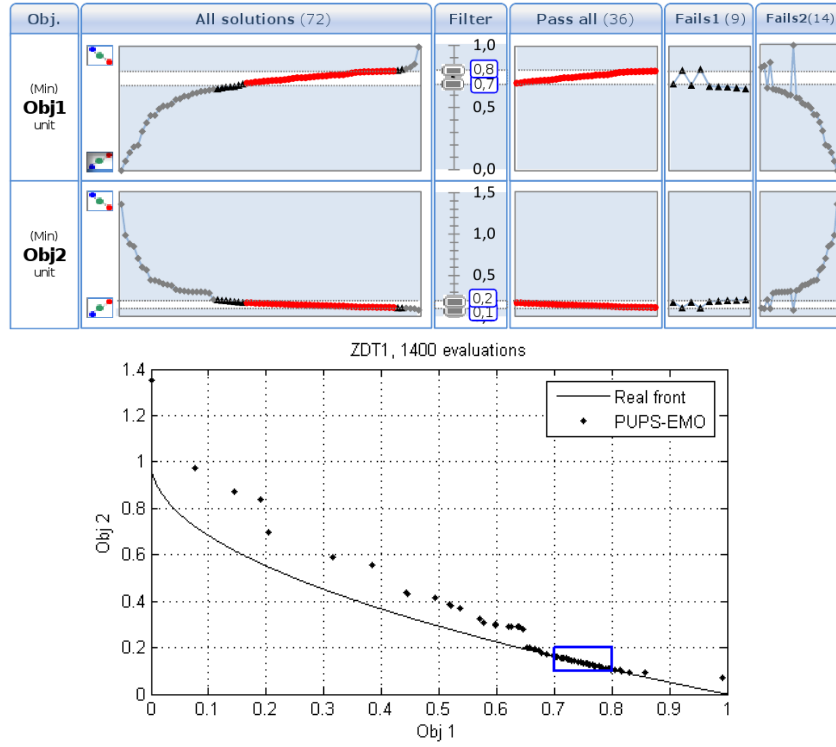 Obj. All solutions (72) Filter Pass all (36) Fails1 (9) Fails2(14)
(Min)
Obj1
unit
1,0
0,8
0,7
0,5
0,0
(Min)
Obj2
unit
1,5
1,0
0,5
0,2
0,1
ZDT1, 1400 evaluations
Real front
PUPS-EMO
Obj 2
1.4
1.2
1
0.8
0.6
0.4
0.2
0
0 0.1 0.2 0.3 0.4 0.5 0.6 0.7 0.8 0.9 1
Obj 1